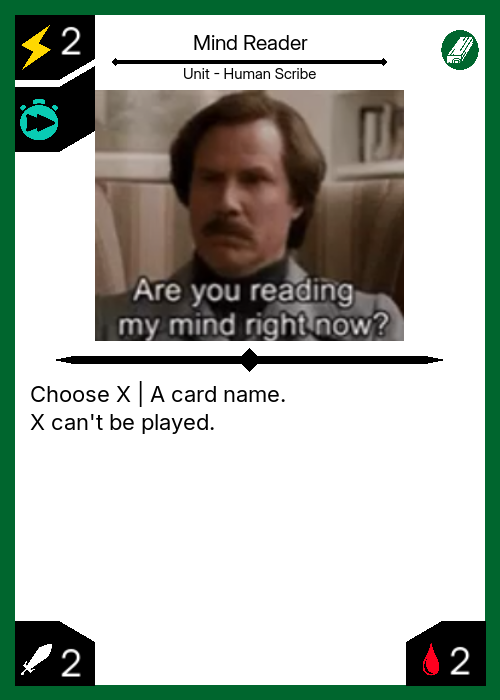 2
Mind Reader
Unit - Human Scribe
Are you reading
my mind right now?
Choose X | A card name.
X can't be played.
2
2